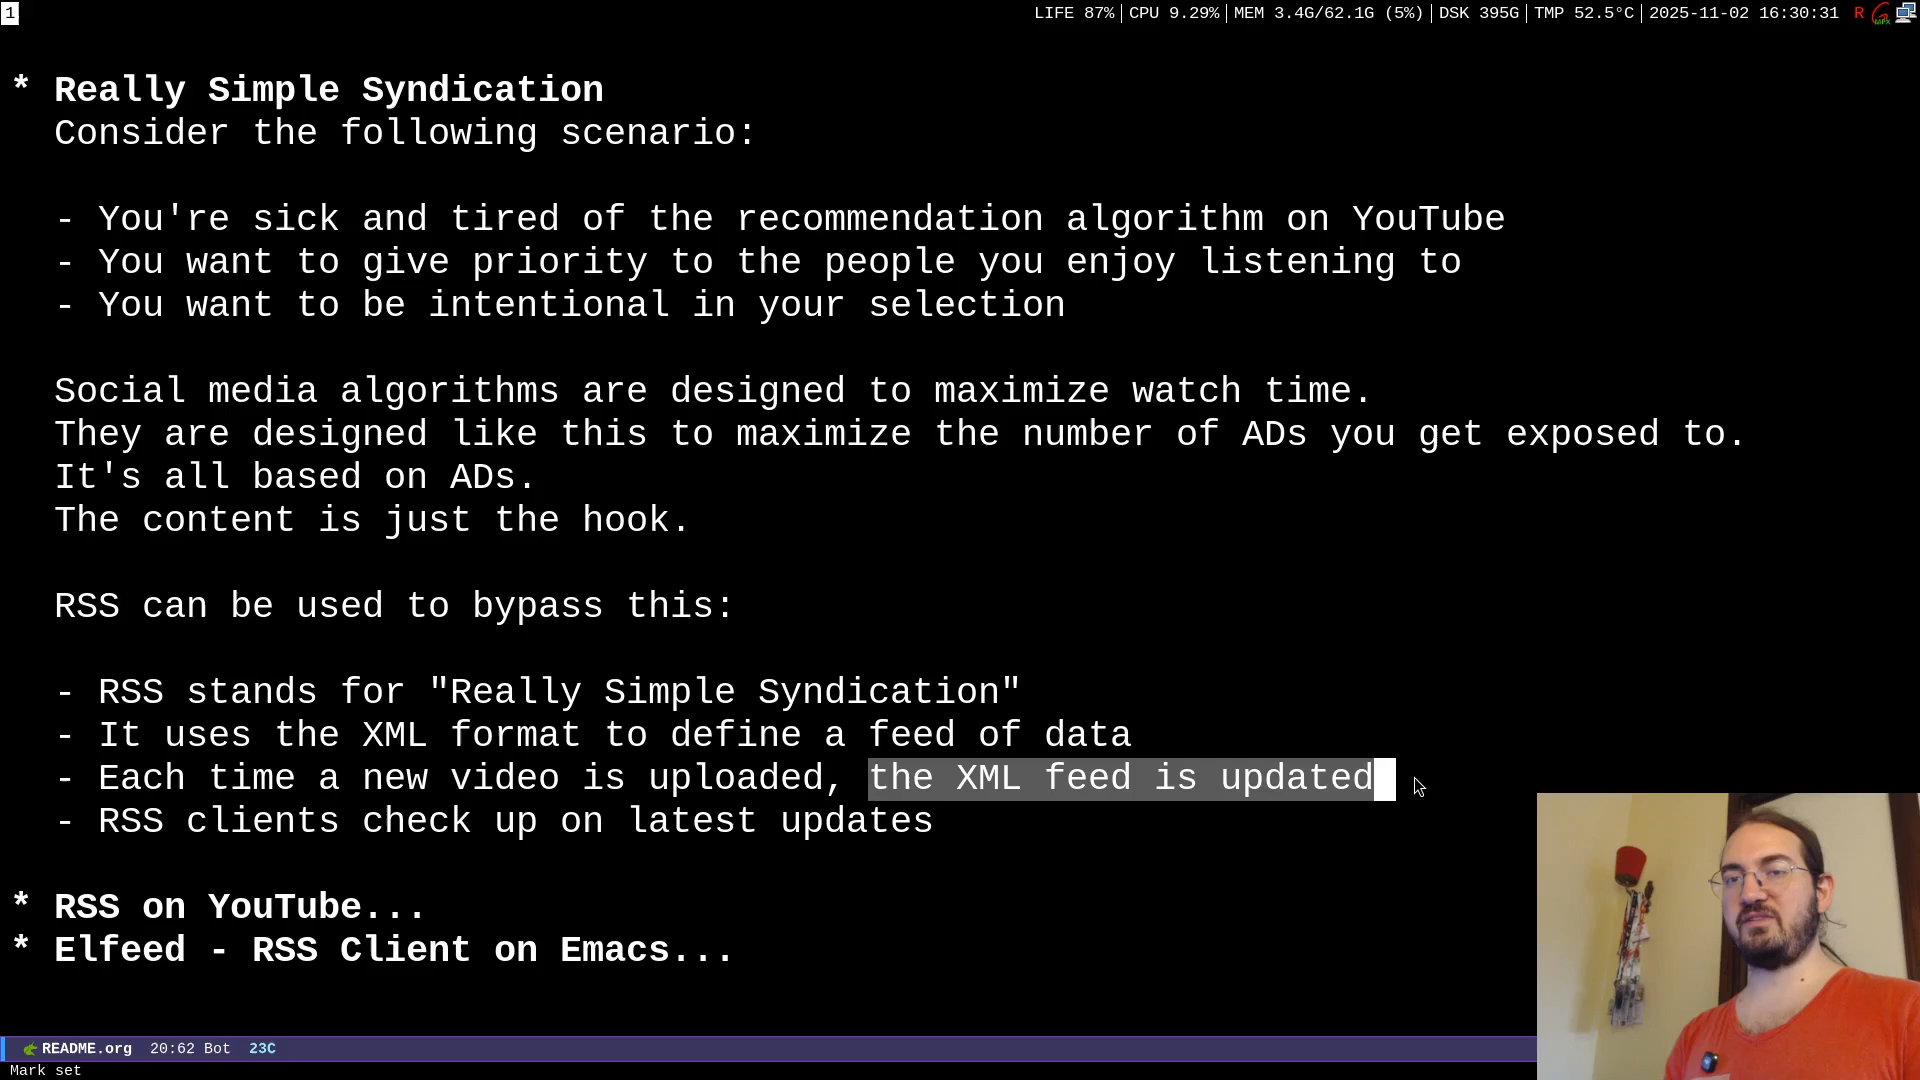 1
LIFE 87% CPU 9.29% MEM 3.4G/62.1G (5%) DSK 395G TMP 52.5°C 2025-11-02 16:30:31 R
* Really Simple Syndication
Consider the following scenario:
- You're sick and tired of the recommendation algorithm on YouTube
- You want to give priority to the people you enjoy listening to
- You want to be intentional in your selection
Social media algorithms are designed to maximize watch time.
They are designed like this to maximize the number of ADs you get exposed to.
It's all based on ADs.
The content is just the hook.
RSS can be used to bypass this:
- RSS stands for "Really Simple Syndication"
- It uses the XML format to define a feed of data
- Each time a new video is uploaded, the XML feed is updated
- RSS clients check up on latest updates
* RSS on YouTube...
* Elfeed - RSS Client on Emacs...
README.org 20:62 Bot 23C
Mark set